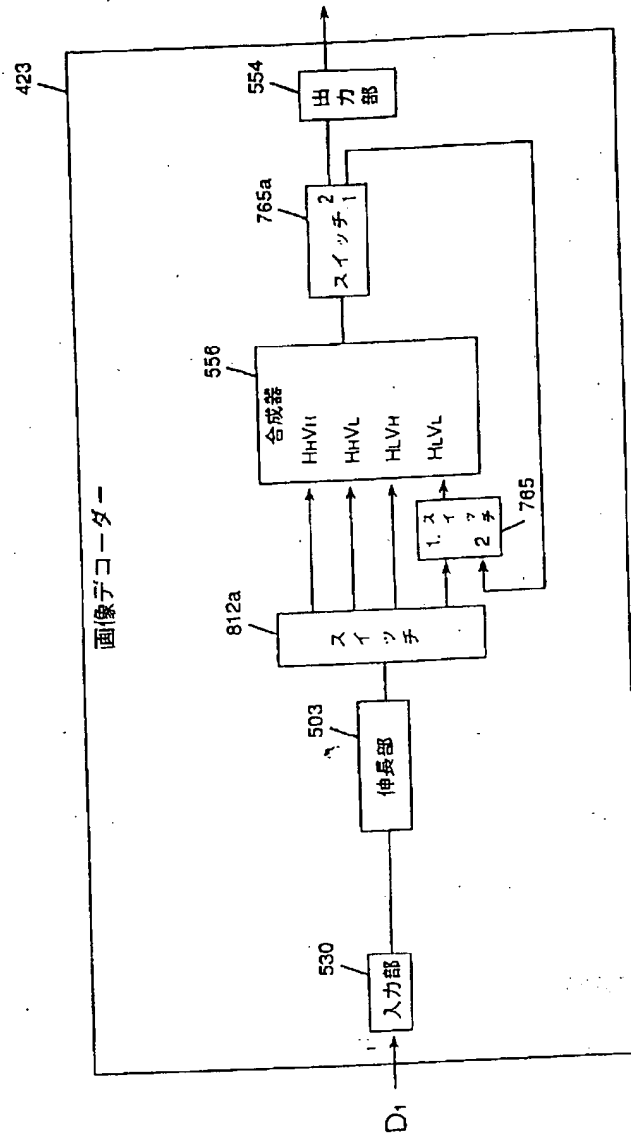 423
画像デコーダー
D1
530
入力部
503
伸長部
812a
スイッチ
556
合成器
HHVH
HHVL
HLVH
HLVL
765
1.スイッチ
2
765a
スイッチ
2
1
554
出力部